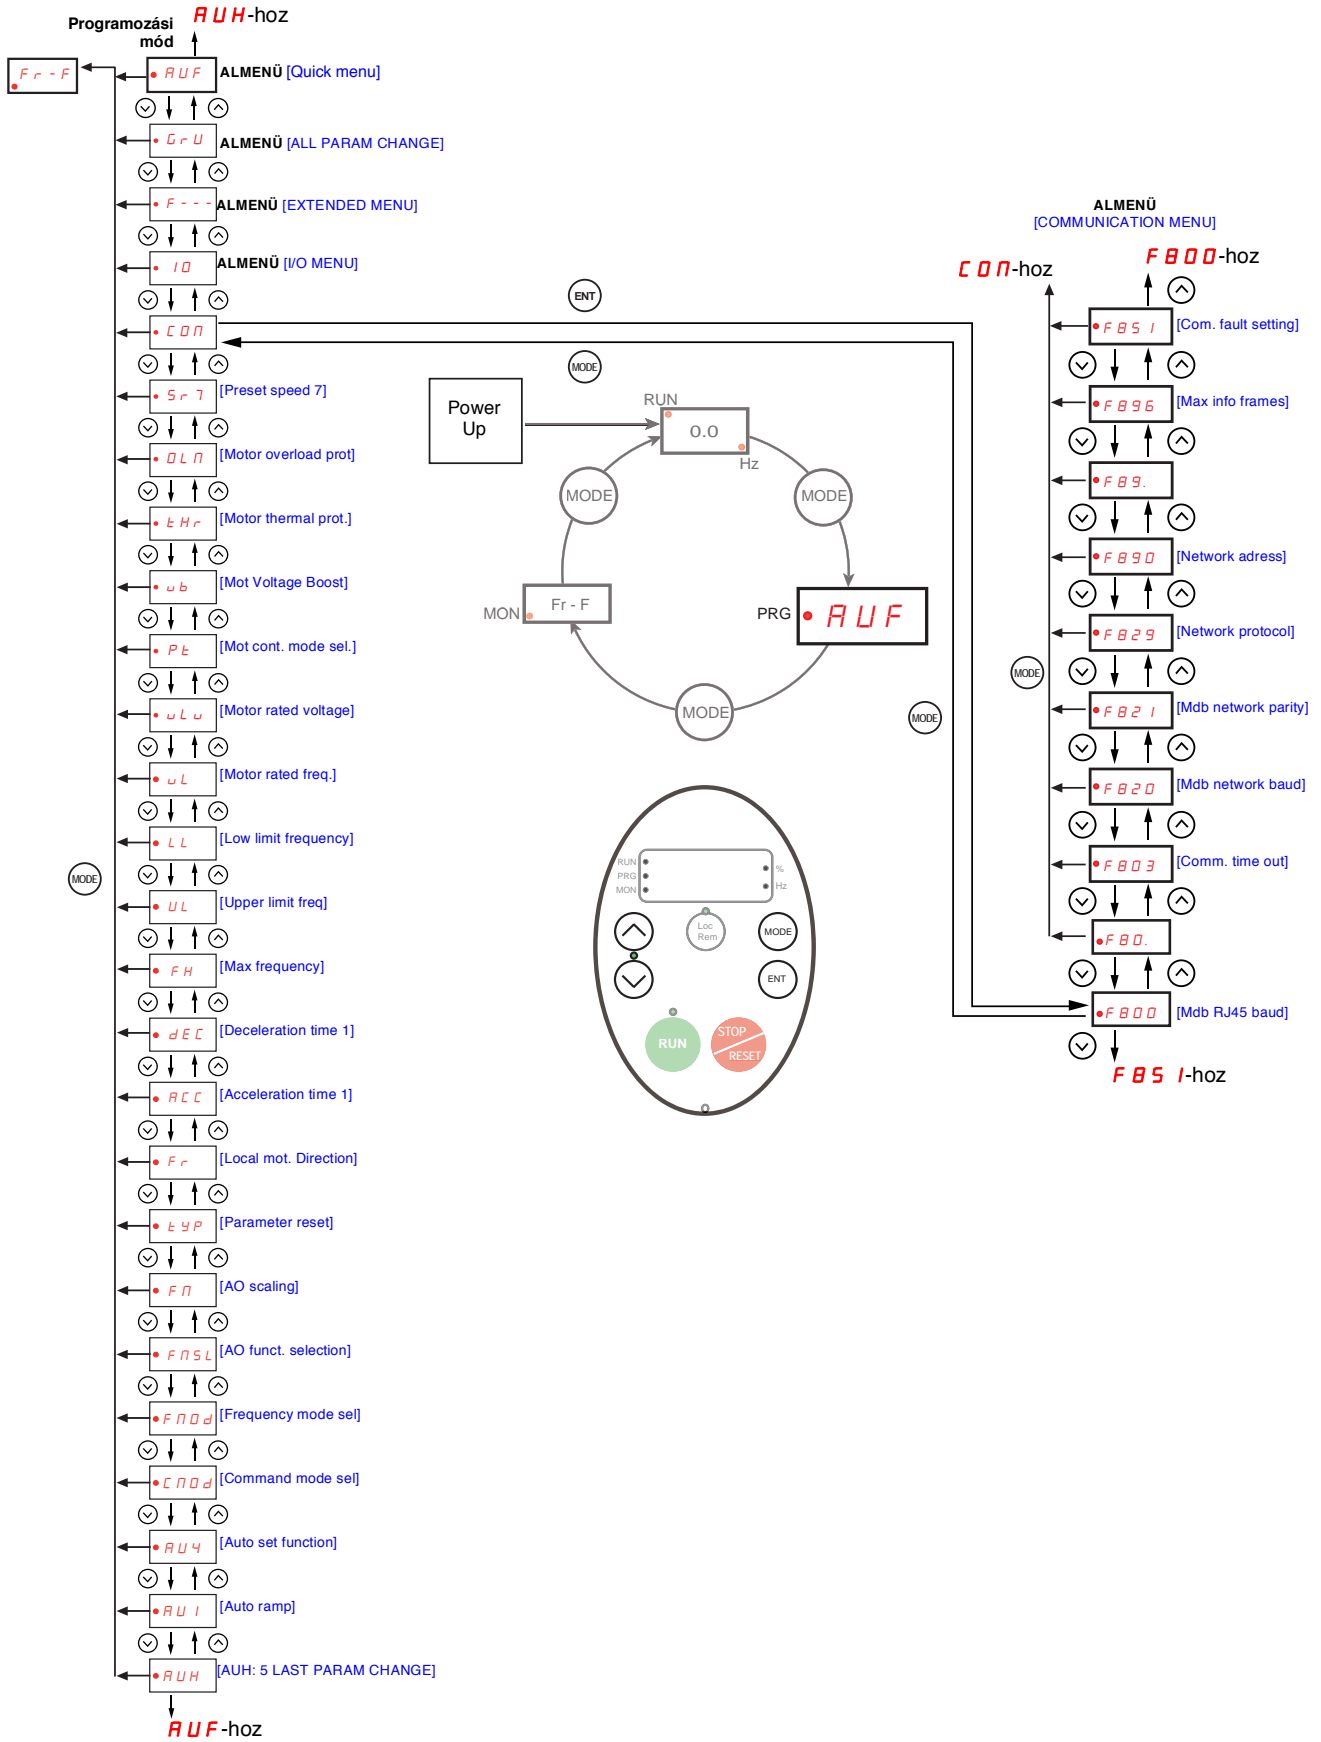 AUH-hoz
Programozási
mód
Fr-F
AUF ALMENÜ [Quick menu]
GrU ALMENÜ [ALL PARAM CHANGE]
F--- ALMENÜ [EXTENDED MENU]
IO ALMENÜ [I/O MENU]
COM
Sr7 [Preset speed 7]
OLM [Motor overload prot]
tHr [Motor thermal prot.]
ub [Mot Voltage Boost]
Pt [Mot cont. mode sel.]
uLu [Motor rated voltage]
uL [Motor rated freq.]
LL [Low limit frequency]
UL [Upper limit freq]
FH [Max frequency]
dEC [Deceleration time 1]
ACC [Acceleration time 1]
Fr [Local mot. Direction]
tYP [Parameter reset]
FM [AO scaling]
FMSL [AO funct. selection]
FMOd [Frequency mode sel]
CMOd [Command mode sel]
AU4 [Auto set function]
AU1 [Auto ramp]
AUH [AUH: 5 LAST PARAM CHANGE]
AUF-hoz
MODE
ENT
MODE
Power
Up
RUN
0.0
Hz
MODE
MODE
MON
Fr - F
PRG
AUF
MODE
MODE
RUN
PRG
MON
%
Hz
Loc
Rem
MODE
ENT
RUN
STOP
RESET
ALMENÜ
[COMMUNICATION MENU]
COM-hoz
F800-hoz
F851 [Com. fault setting]
F896 [Max info frames]
F89.
F890 [Network adress]
F829 [Network protocol]
MODE
F821 [Mdb network parity]
F820 [Mdb network baud]
F803 [Comm. time out]
F80.
F800 [Mdb RJ45 baud]
F851-hoz